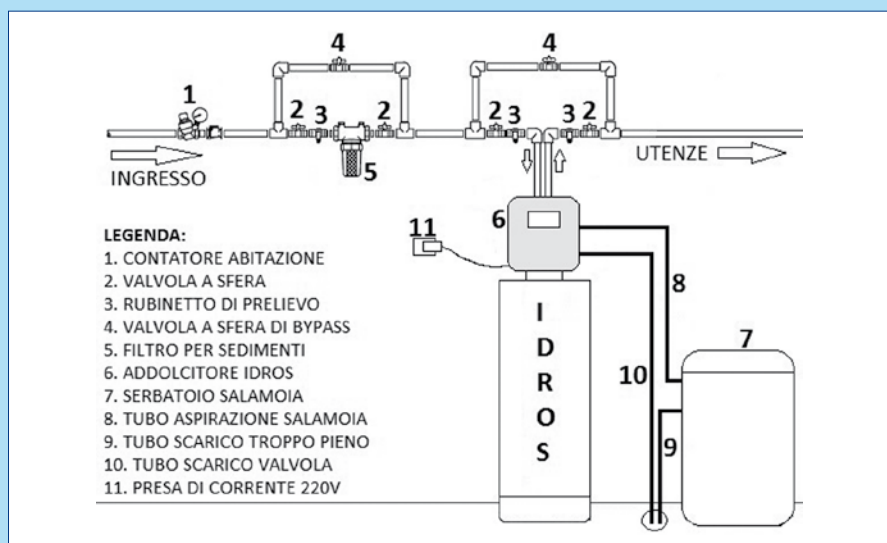 4
4
1
2
3
2
2
3
3
2
INGRESSO
5
UTENZE
6
11
LEGENDA:
1. CONTATORE ABITAZIONE
2. VALVOLA A SFERA
3. RUBINETTO DI PRELIEVO
4. VALVOLA A SFERA DI BYPASS
5. FILTRO PER SEDIMENTI
6. ADDOLCITORE IDROS
7. SERBATOIO SALAMOIA
8. TUBO ASPIRAZIONE SALAMOIA
9. TUBO SCARICO TROPPO PIENO
10. TUBO SCARICO VALVOLA
11. PRESA DI CORRENTE 220V
IDROS
8
7
10
9